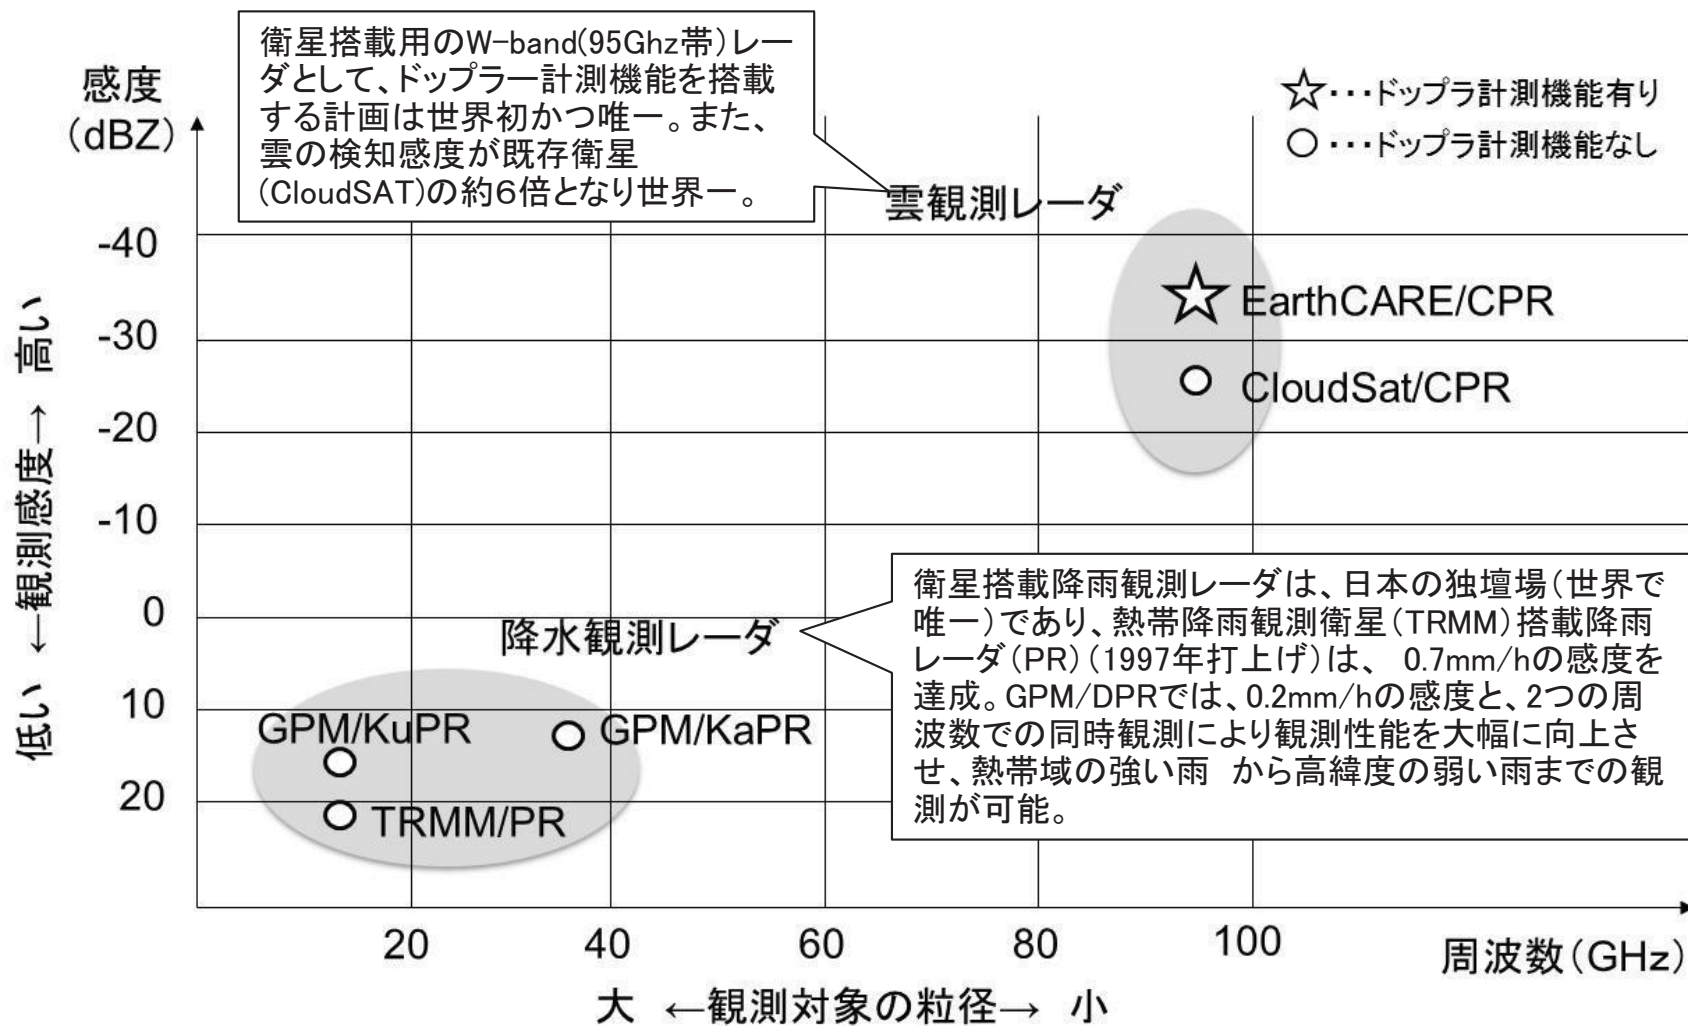 衛星搭載用のW-band(95Ghz帯)レー
ダとして、ドップラー計測機能を搭載
する計画は世界初かつ唯一。また、
雲の検知感度が既存衛星
(CloudSAT)の約6倍となり世界一。
感度
(dBZ)
☆・・・ドップラ計測機能有り
○・・・ドップラ計測機能なし
雲観測レーダ
-40
-30
-20
-10
0
10
20
低い ←観測感度→ 高い
EarthCARE/CPR
CloudSat/CPR
降水観測レーダ
衛星搭載降雨観測レーダは、日本の独壇場(世界で
唯一)であり、熱帯降雨観測衛星(TRMM)搭載降雨
レーダ(PR)(1997年打上げ)は、 0.7mm/hの感度を
達成。GPM/DPRでは、0.2mm/hの感度と、2つの周
波数での同時観測により観測性能を大幅に向上さ
せ、熱帯域の強い雨 から高緯度の弱い雨までの観
測が可能。
GPM/KuPR
GPM/KaPR
TRMM/PR
20 40 60 80 100
周波数(GHz)
大 ←観測対象の粒径→ 小